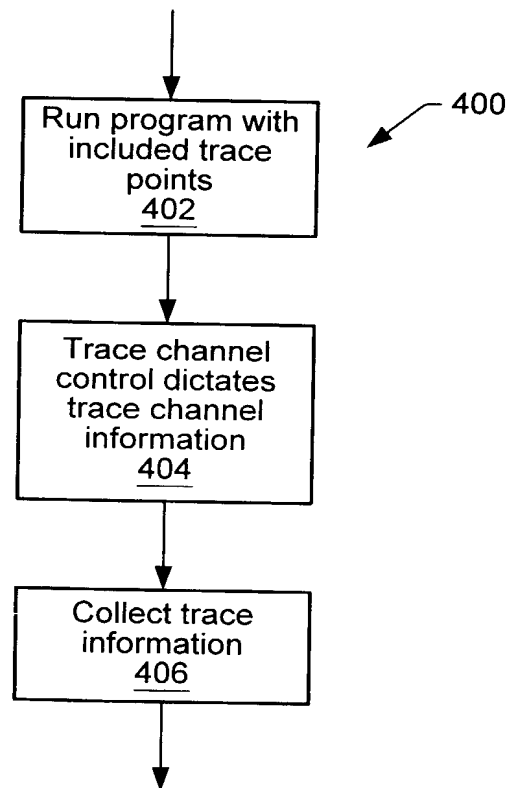 400
Run program with
included trace
points
402
Trace channel
control dictates
trace channel
information
404
Collect trace
information
406